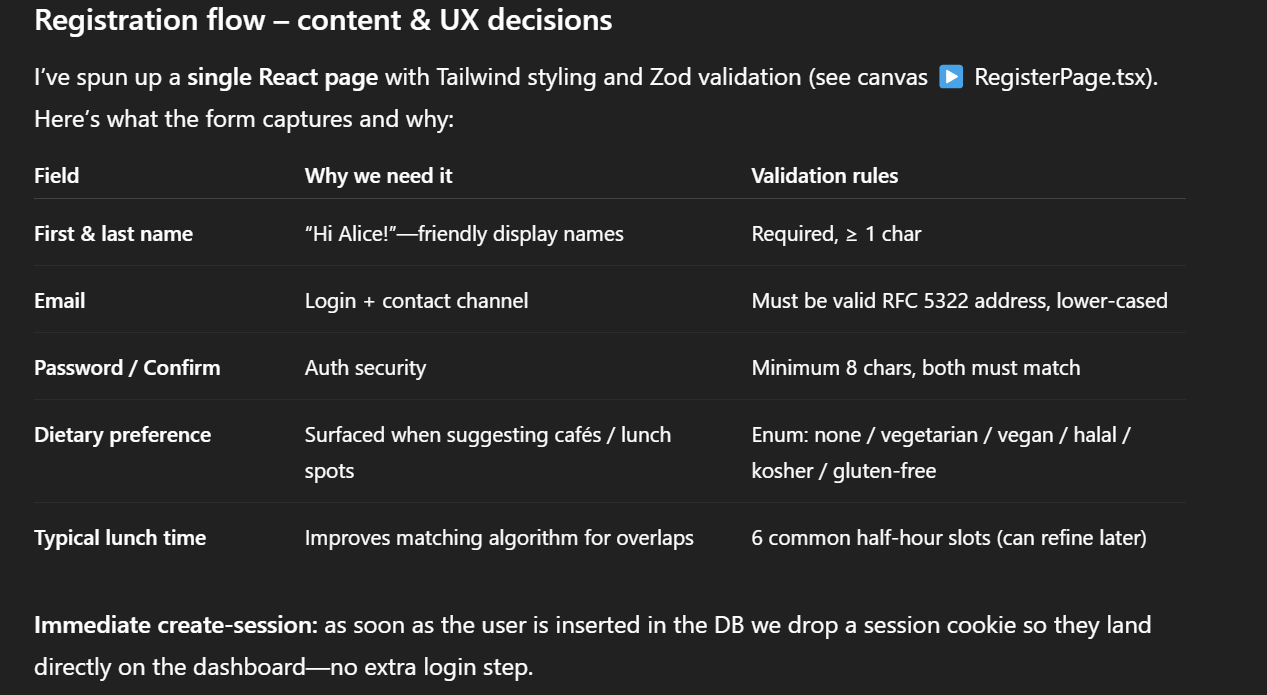 Registration flow – content & UX decisions
I’ve spun up a single React page with Tailwind styling and Zod validation (see canvas ▶️ RegisterPage.tsx).
Here’s what the form captures and why:
Field Why we need it Validation rules
First & last name “Hi Alice!”—friendly display names Required, ≥ 1 char
Email Login + contact channel Must be valid RFC 5322 address, lower-cased
Password / Confirm Auth security Minimum 8 chars, both must match
Dietary preference Surfaced when suggesting cafés / lunch Enum: none / vegetarian / vegan / halal /
spots kosher / gluten-free
Typical lunch time Improves matching algorithm for overlaps 6 common half-hour slots (can refine later)
Immediate create-session: as soon as the user is inserted in the DB we drop a session cookie so they land
directly on the dashboard—no extra login step.